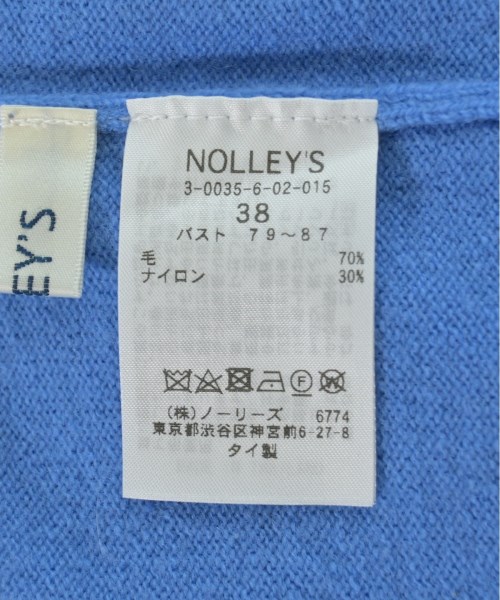 NOLLEY'S
3-0035-6-02-015
38
バスト 79〜87
毛 70%
ナイロン 30%
(株)ノーリーズ 6774
東京都渋谷区神宮前6-27-8
タイ製
EY'S